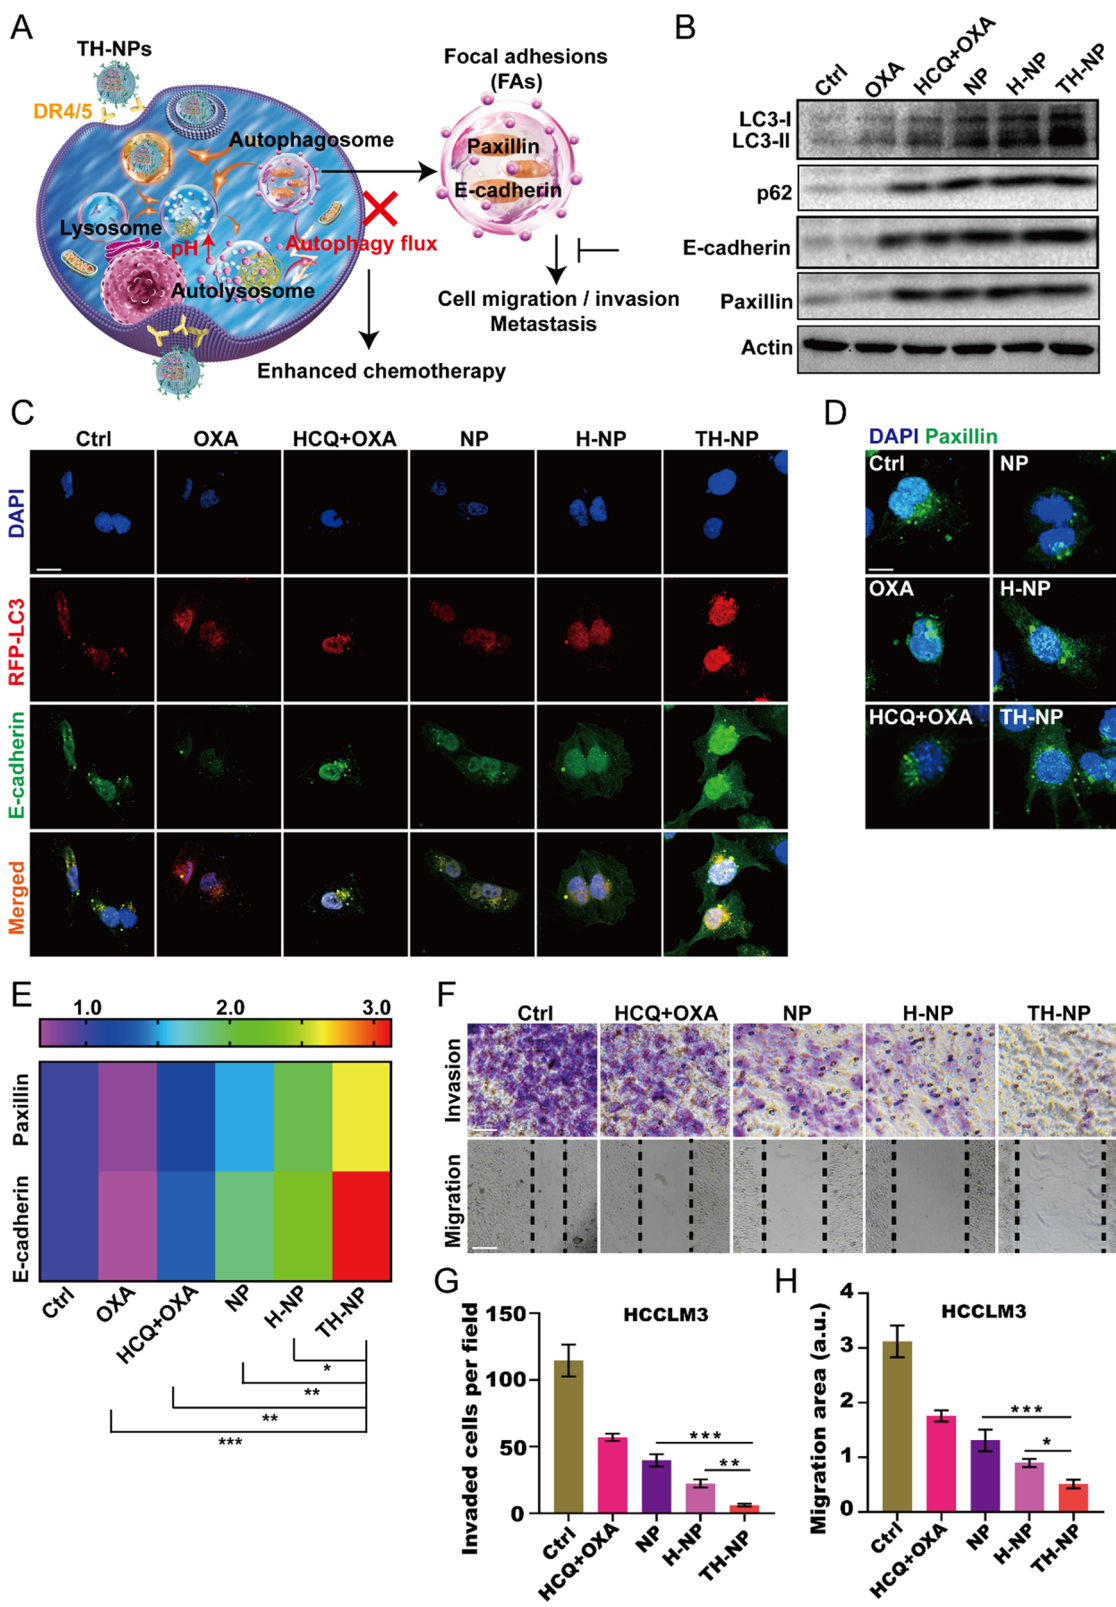 A
TH-NPs
DR4/5
Autophagosome
Lysosome
pH
Autophagy flux
Autolysosome
Enhanced chemotherapy
Focal adhesions
(FAs)
Paxillin
E-cadherin
Cell migration / invasion
Metastasis
B
Ctrl
OXA
HCQ+OXA
NP
H-NP
TH-NP
LC3-I
LC3-II
p62
E-cadherin
Paxillin
Actin
C
Ctrl OXA HCQ+OXA NP H-NP TH-NP
DAPI
RFP-LC3
E-cadherin
Merged
D
DAPI Paxillin
Ctrl NP
OXA H-NP
HCQ+OXA TH-NP
E
1.0 2.0 3.0
Paxillin
E-cadherin
Ctrl OXA HCQ+OXA NP H-NP TH-NP
*
**
**
***
F
Ctrl HCQ+OXA NP H-NP TH-NP
Invasion
Migration
G
HCCLM3
Invaded cells per field
150
100
50
0
***
**
Ctrl HCQ+OXA NP H-NP TH-NP
H
HCCLM3
Migration area (a.u.)
4
3
2
1
0
***
*
Ctrl HCQ+OXA NP H-NP TH-NP